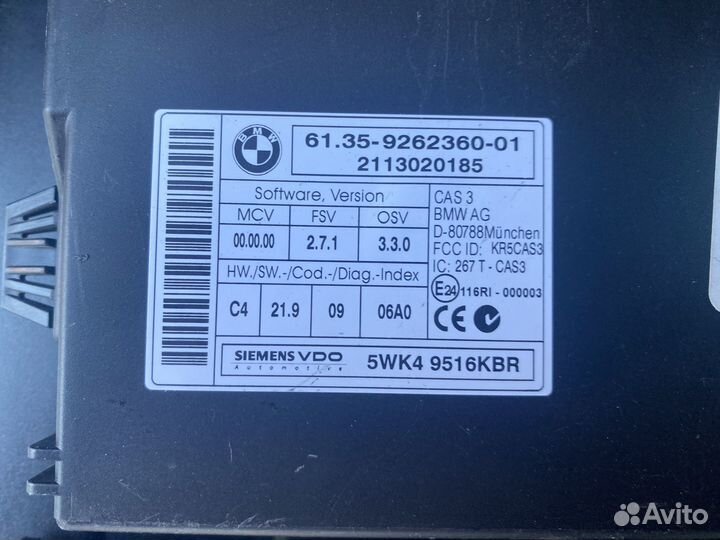 BMW
61.35-9262360-01
2113020185
Software, Version
MCV FSV OSV
00.00.00 2.7.1 3.3.0
HW./SW.-/Cod.-/Diag.-Index
C4 21.9 09 06A0
CAS 3
BMW AG
D-80788München
FCC ID: KR5CAS3
IC: 267 T - CAS3
E24 116RI - 000003
CE N
SIEMENS VDO
Automotive
5WK4 9516KBR
Avito